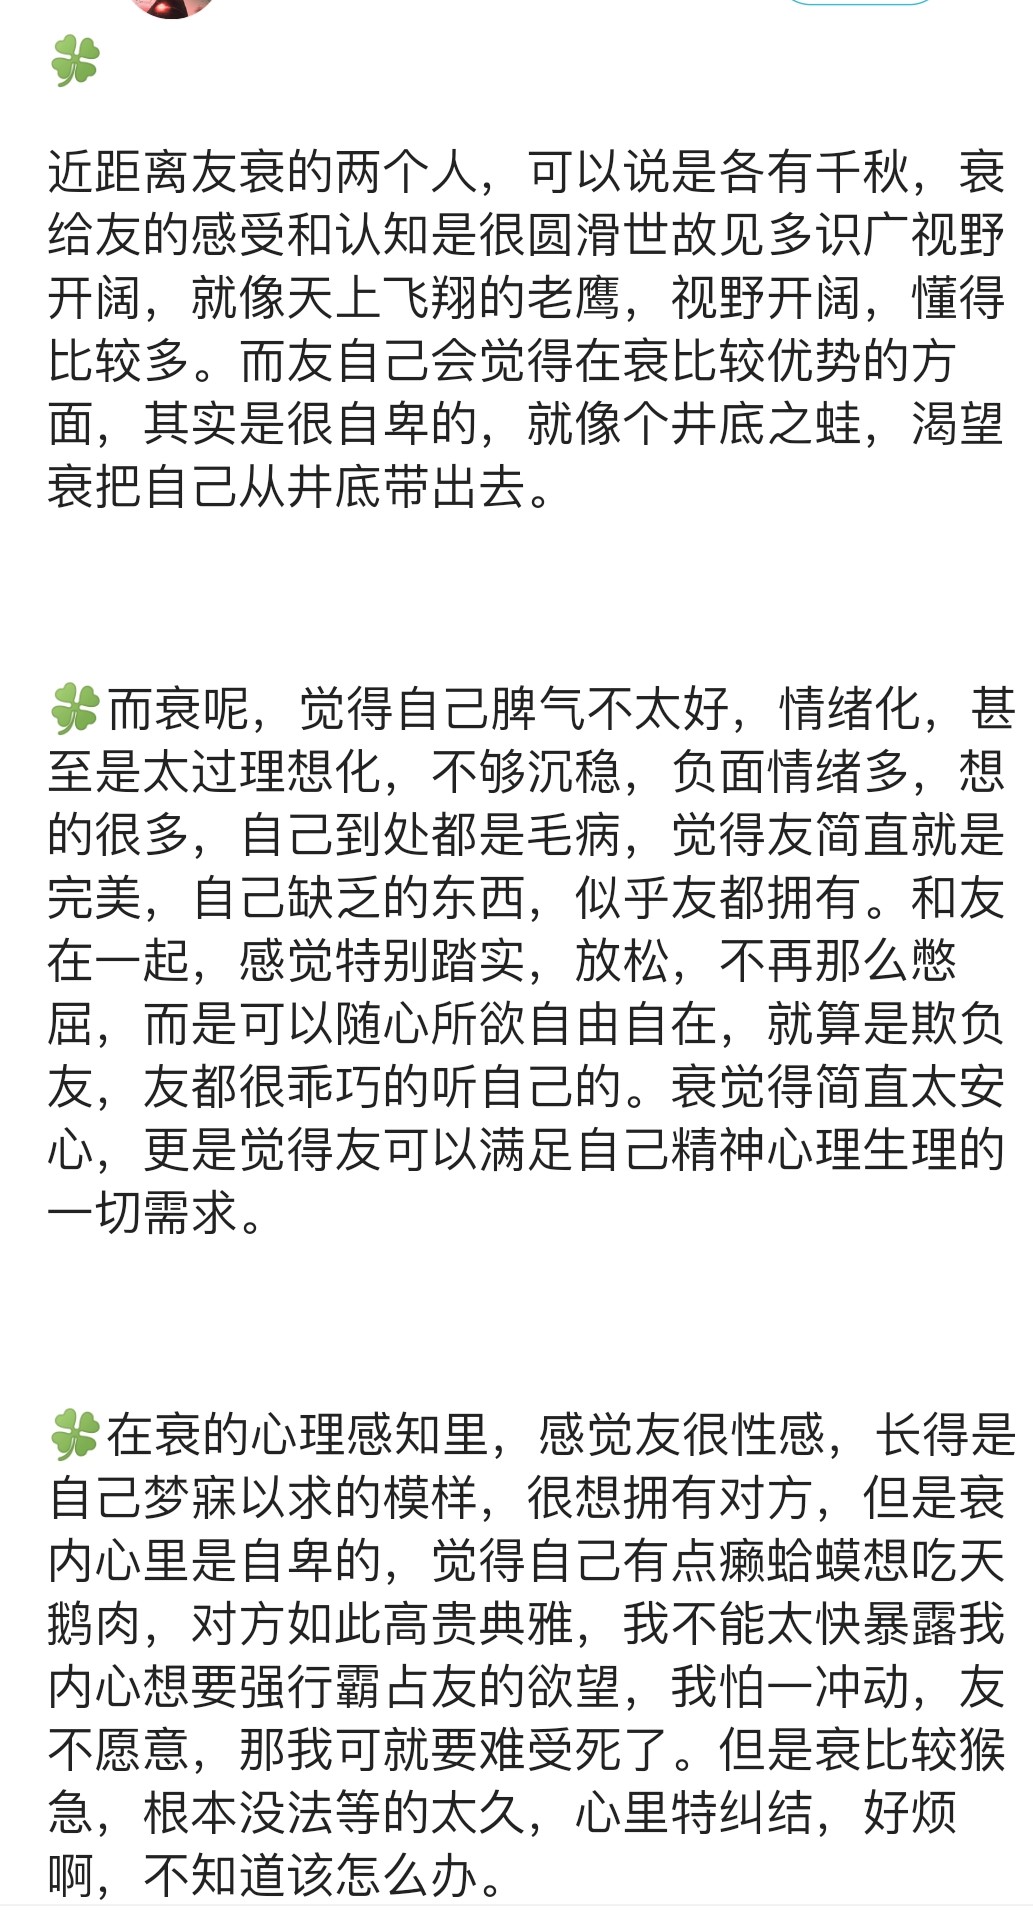 🍀
近距离友衰的两个人，可以说是各有千秋，衰
给友的感受和认知是很圆滑世故见多识广视野
开阔，就像天上飞翔的老鹰，视野开阔，懂得
比较多。而友自己会觉得在衰比较优势的方
面，其实是很自卑的，就像个井底之蛙，渴望
衰把自己从井底带出去。
🍀而衰呢，觉得自己脾气不太好，情绪化，甚
至是太过理想化，不够沉稳，负面情绪多，想
的很多，自己到处都是毛病，觉得友简直就是
完美，自己缺乏的东西，似乎友都拥有。和友
在一起，感觉特别踏实，放松，不再那么憋
屈，而是可以随心所欲自由自在，就算是欺负
友，友都很乖巧的听自己的。衰觉得简直太安
心，更是觉得友可以满足自己精神心理生理的
一切需求。
🍀在衰的心理感知里，感觉友很性感，长得是
自己梦寐以求的模样，很想拥有对方，但是衰
内心里是自卑的，觉得自己有点癞蛤蟆想吃天
鹅肉，对方如此高贵典雅，我不能太快暴露我
内心想要强行霸占友的欲望，我怕一冲动，友
不愿意，那我可就要难受死了。但是衰比较猴
急，根本没法等的太久，心里特纠结，好烦
啊，不知道该怎么办。